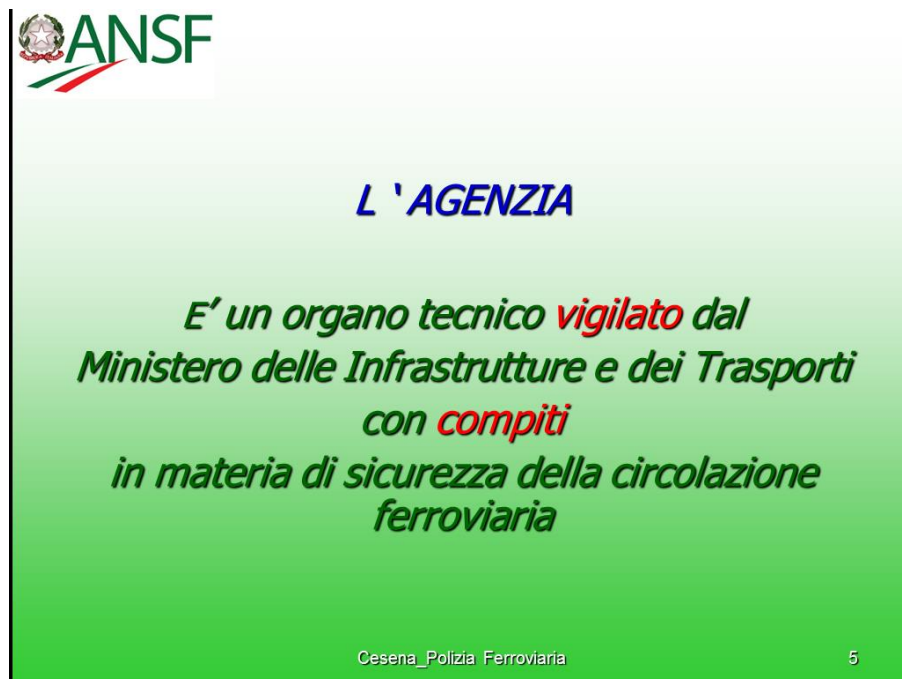 ANSF
L ‘ AGENZIA
E’ un organo tecnico vigilato dal
Ministero delle Infrastrutture e dei Trasporti
con compiti
in materia di sicurezza della circolazione
ferroviaria
Cesena_Polizia Ferroviaria 5